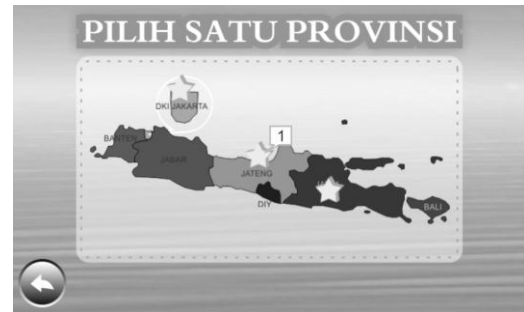 PILIH SATU PROVINSI
DKI JAKARTA
1
BANTEN
JABAR
JATENG
DIY
BALI